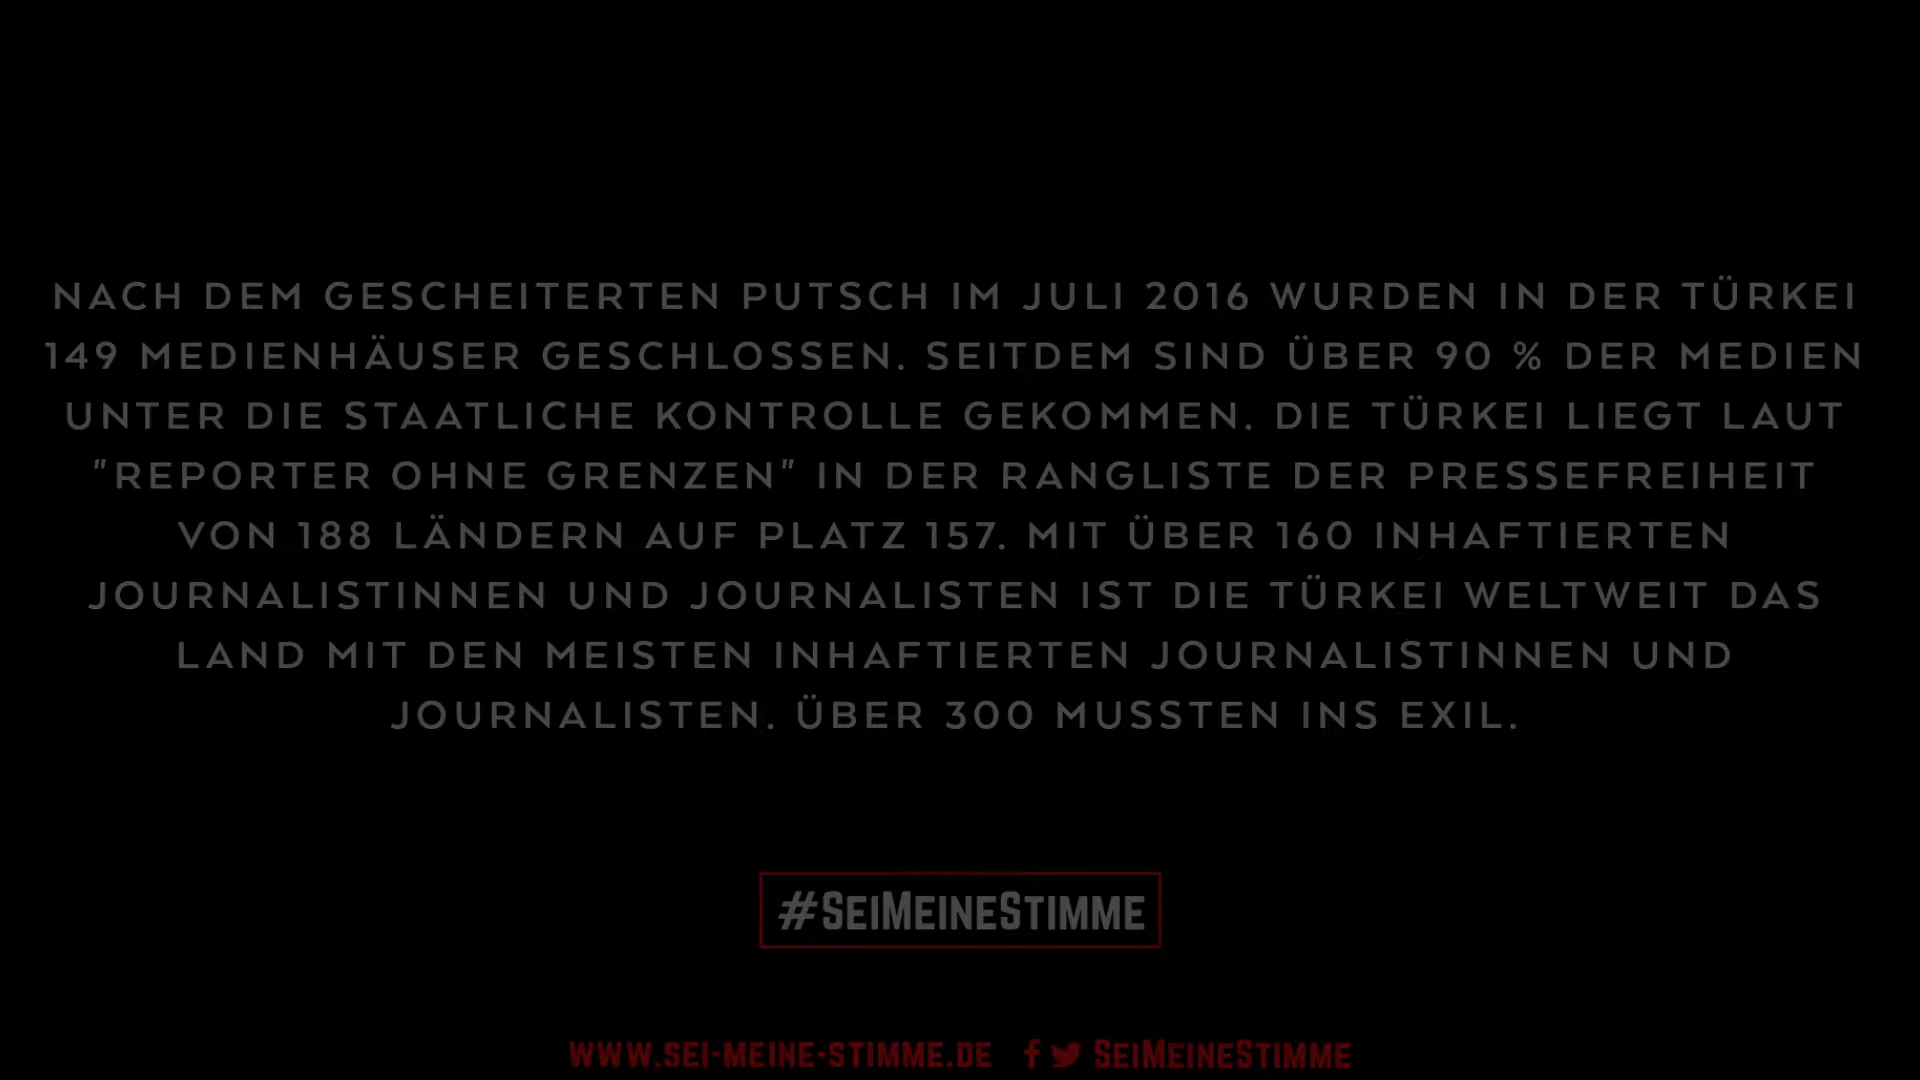 NACH DEM GESCHEITERTEN PUTSCH IM JULI 2016 WURDEN IN DER TÜRKEI
149 MEDIENHÄUSER GESCHLOSSEN. SEITDEM SIND ÜBER 90 % DER MEDIEN
UNTER DIE STAATLICHE KONTROLLE GEKOMMEN. DIE TÜRKEI LIEGT LAUT
"REPORTER OHNE GRENZEN" IN DER RANGLISTE DER PRESSEFREIHEIT
VON 188 LÄNDERN AUF PLATZ 157. MIT ÜBER 160 INHAFTIERTEN
JOURNALISTINNEN UND JOURNALISTEN IST DIE TÜRKEI WELTWEIT DAS
LAND MIT DEN MEISTEN INHAFTIERTEN JOURNALISTINNEN UND
JOURNALISTEN. ÜBER 300 MUSSTEN INS EXIL.
#SEIMEINESTIMME
WWW.SEI-MEINE-STIMME.DE SEIMEINESTIMME